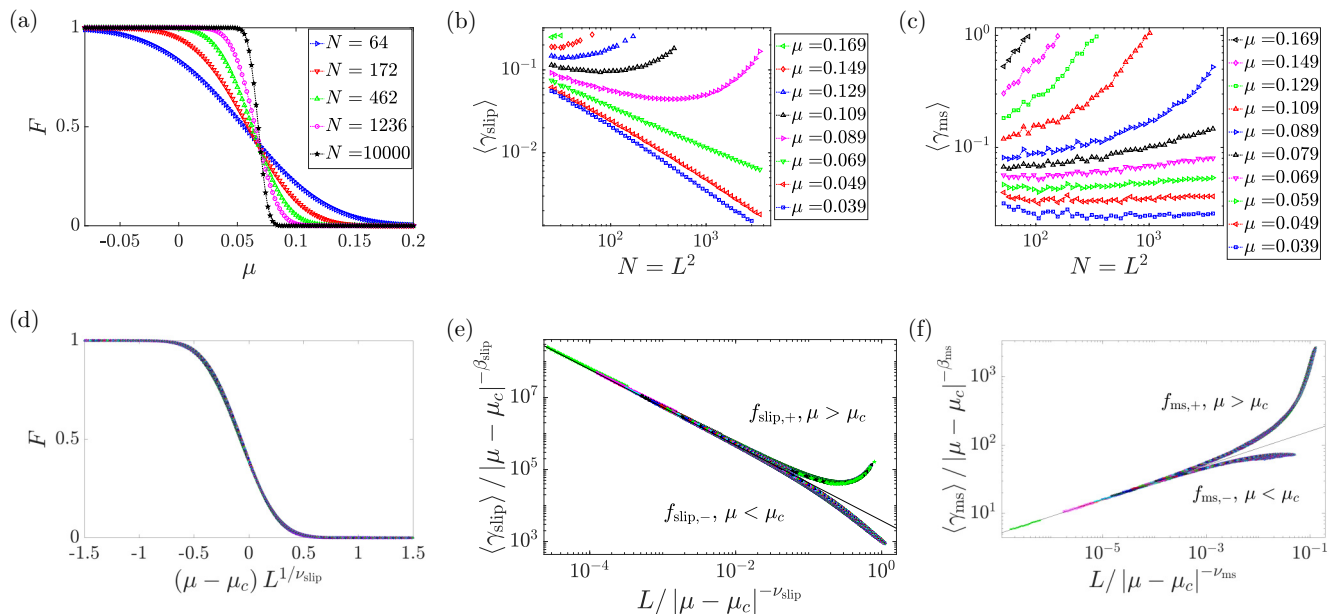 (a)
F
1
0.5
0
-0.05
0
0.05
0.1
0.15
0.2
μ
N = 64
N = 172
N = 462
N = 1236
N = 10000
(b)
⟨γ_slip⟩
10^-1
10^-2
10^2
10^3
N = L^2
μ =0.169
μ =0.149
μ =0.129
μ =0.109
μ =0.089
μ =0.069
μ =0.049
μ =0.039
(c)
⟨γ_ms⟩
10^0
10^-1
10^2
10^3
N = L^2
μ =0.169
μ =0.149
μ =0.129
μ =0.109
μ =0.089
μ =0.079
μ =0.069
μ =0.059
μ =0.049
μ =0.039
(d)
F
1
0.5
0
-1.5
-1
-0.5
0
0.5
1
1.5
(μ − μ_c) L^{1/ν_slip}
(e)
⟨γ_slip⟩ / |μ − μ_c|^{−β_slip}
10^7
10^5
10^3
f_slip,+, μ > μ_c
f_slip,−, μ < μ_c
10^-4
10^-2
10^0
L/ |μ − μ_c|^{−ν_slip}
(f)
⟨γ_ms⟩ / |μ − μ_c|^{−β_ms}
10^3
10^2
10^1
f_ms,+, μ > μ_c
f_ms,−, μ < μ_c
10^-5
10^-3
10^-1
L/ |μ − μ_c|^{−ν_ms}